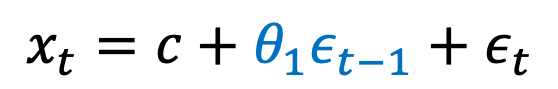 xₜ = c + θ₁ϵₜ₋₁ + ϵₜ